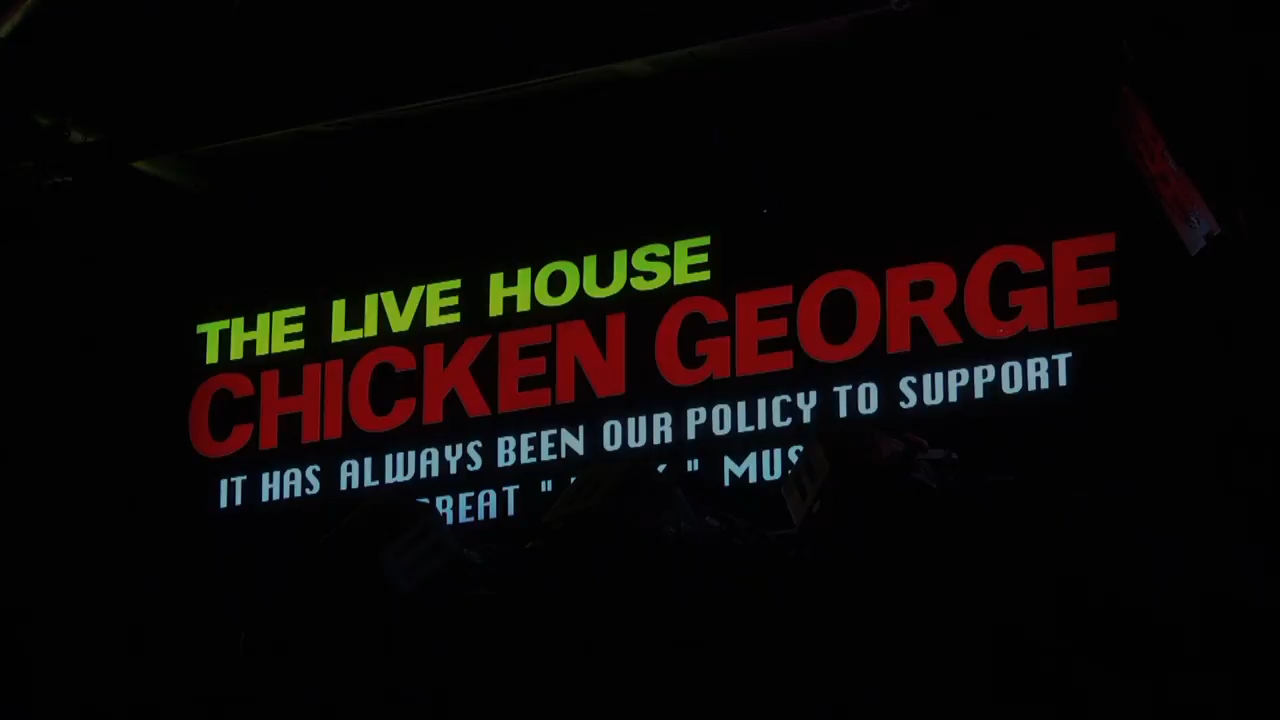 THE LIVE HOUSE
CHICKEN GEORGE
IT HAS ALWAYS BEEN OUR POLICY TO SUPPORT